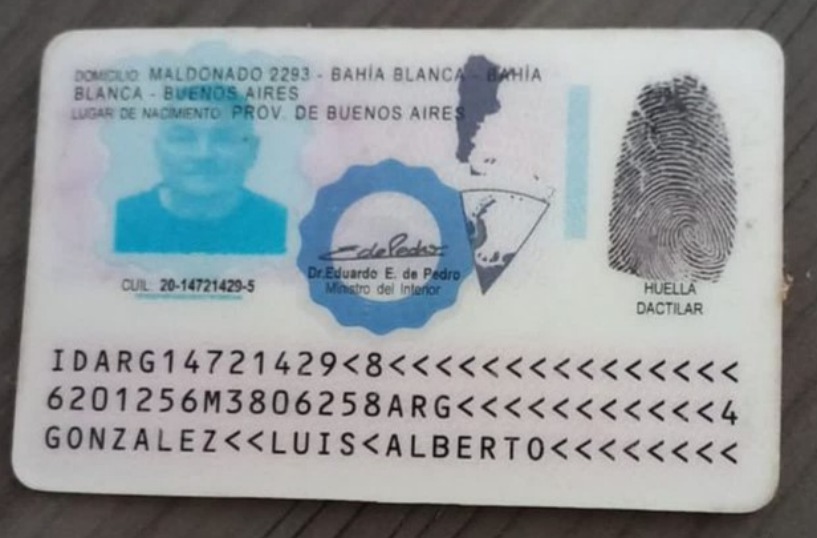 DOMICILIO: MALDONADO 2293 - BAHÍA BLANCA - BAHÍA
BLANCA - BUENOS AIRES
LUGAR DE NACIMIENTO: PROV. DE BUENOS AIRES
CUIL: 20-14721429-5
Dr.Eduardo E. de Pedro
Ministro del Interior
HUELLA
DACTILAR
IDARG14721429<8<<<<<<<<<<<<<<<
6201256M3806258ARG<<<<<<<<<<<4
GONZALEZ<<LUIS<ALBERTO<<<<<<<<